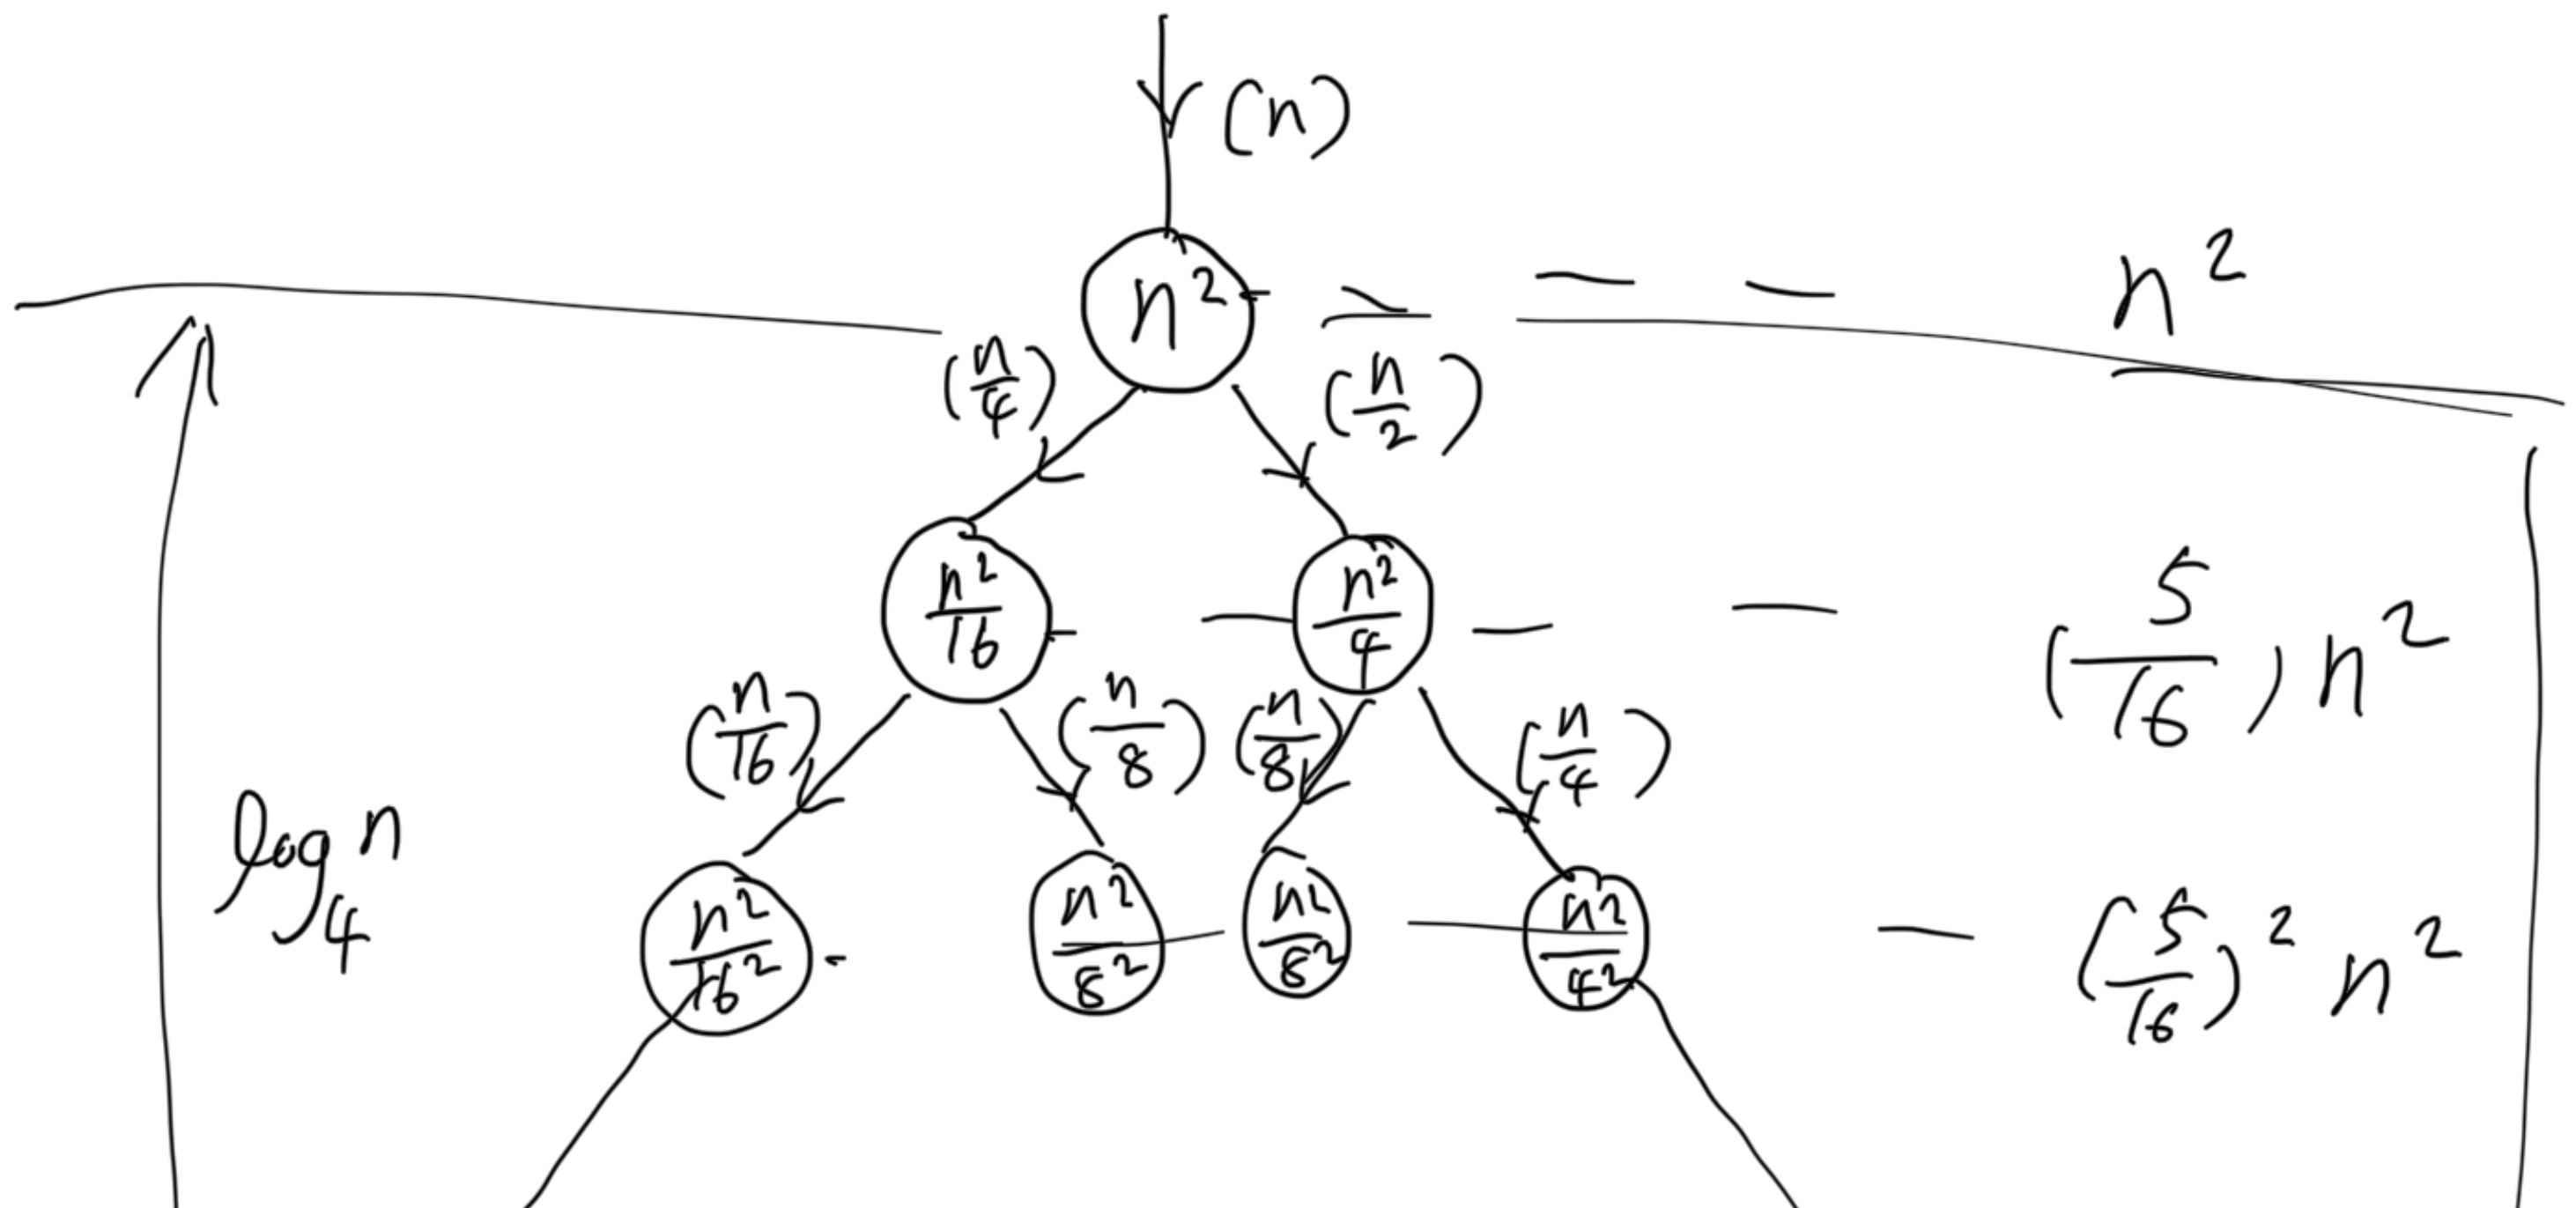 (n)
n²
n²
(n/4) (n/2)
n²/16 n²/4 (5/16) n²
(n/16) (n/8) (n/8) (n/4)
log₄ n
n²/16² n²/8² n²/8² n²/4² (5/16)² n²